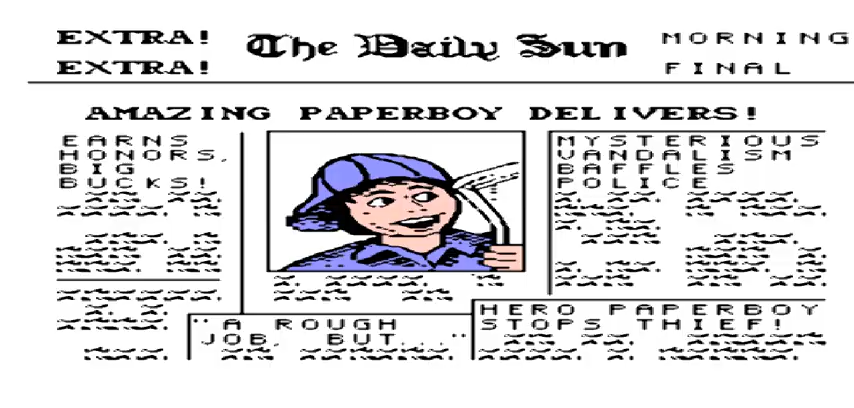 EXTRA!
EXTRA!
The Daily Sun
MORNING
FINAL
AMAZING PAPERBOY DELIVERS!
EARNS
HONORS,
BIG
BUCKS!
MYSTERIOUS
VANDALISM
BAFFLES
POLICE
"A ROUGH
JOB, BUT..."
HERO PAPERBOY
STOPS THIEF!